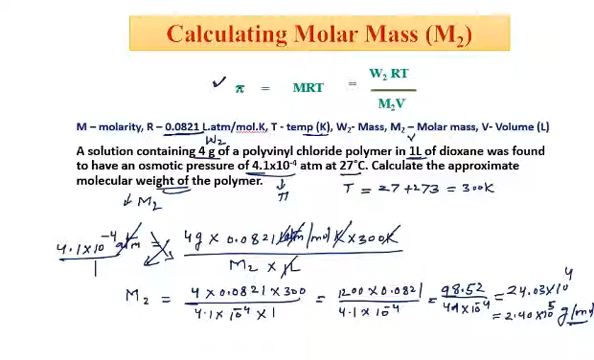 Calculating Molar Mass (M₂)
✓ π = MRT = W₂ RT / M₂V
M – molarity, R – 0.0821 L.atm/mol.K, T - temp (K), W₂- Mass, M₂ – Molar mass, V- Volume (L)
W₂ V
A solution containing 4 g of a polyvinyl chloride polymer in 1L of dioxane was found
to have an osmotic pressure of 4.1x10⁻⁴ atm at 27°C. Calculate the approximate
molecular weight of the polymer.
↓ M₂ ↓ π T = 27 + 273 = 300K
4.1 x 10⁻⁴ atm / 1 = 4g x 0.0821 L atm / mol K x 300K / M₂ x 1L
M₂ = 4 x 0.0821 x 300 / 4.1 x 10⁻⁴ x 1 = 1200 x 0.0821 / 4.1 x 10⁻⁴ = 98.52 / 4.1 x 10⁻⁴ = 24.03 x 10⁴
= 2.40 x 10⁵ g/mol